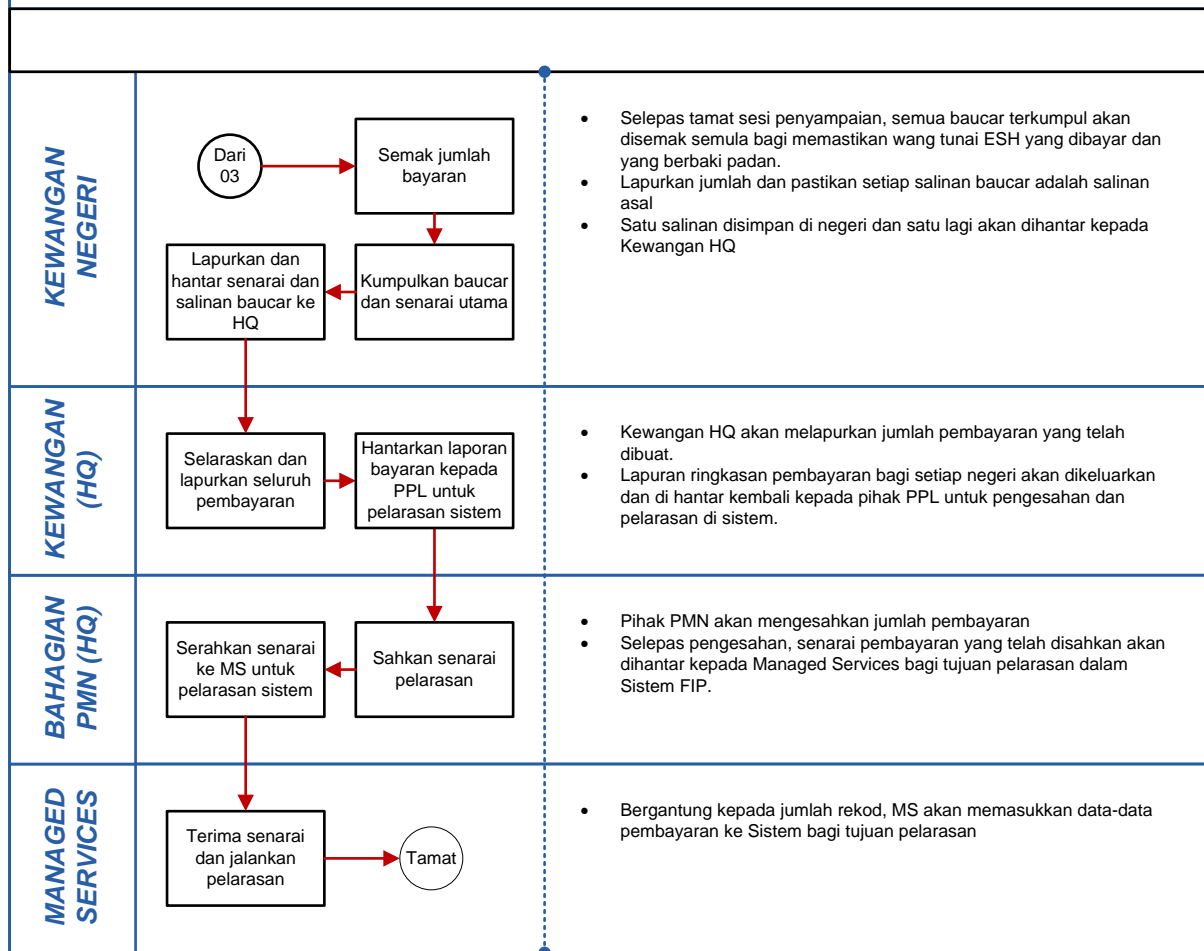 KEWANGAN
NEGERI
Dari
03
Semak jumlah
bayaran
Lapurkan dan
hantar senarai dan
salinan baucar ke
HQ
Kumpulkan baucar
dan senarai utama
• Selepas tamat sesi penyampaian, semua baucar terkumpul akan
disemak semula bagi memastikan wang tunai ESH yang dibayar dan
yang berbaki padan.
• Lapurkan jumlah dan pastikan setiap salinan baucar adalah salinan
asal
• Satu salinan disimpan di negeri dan satu lagi akan dihantar kepada
Kewangan HQ
KEWANGAN
(HQ)
Selaraskan dan
lapurkan seluruh
pembayaran
Hantarkan laporan
bayaran kepada
PPL untuk
pelarasan sistem
• Kewangan HQ akan melapurkan jumlah pembayaran yang telah
dibuat.
• Lapuran ringkasan pembayaran bagi setiap negeri akan dikeluarkan
dan di hantar kembali kepada pihak PPL untuk pengesahan dan
pelarasan di sistem.
BAHAGIAN
PMN (HQ)
Serahkan senarai
ke MS untuk
pelarasan sistem
Sahkan senarai
pelarasan
• Pihak PMN akan mengesahkan jumlah pembayaran
• Selepas pengesahan, senarai pembayaran yang telah disahkan akan
dihantar kepada Managed Services bagi tujuan pelarasan dalam
Sistem FIP.
MANAGED
SERVICES
Terima senarai
dan jalankan
pelarasan
Tamat
• Bergantung kepada jumlah rekod, MS akan memasukkan data-data
pembayaran ke Sistem bagi tujuan pelarasan